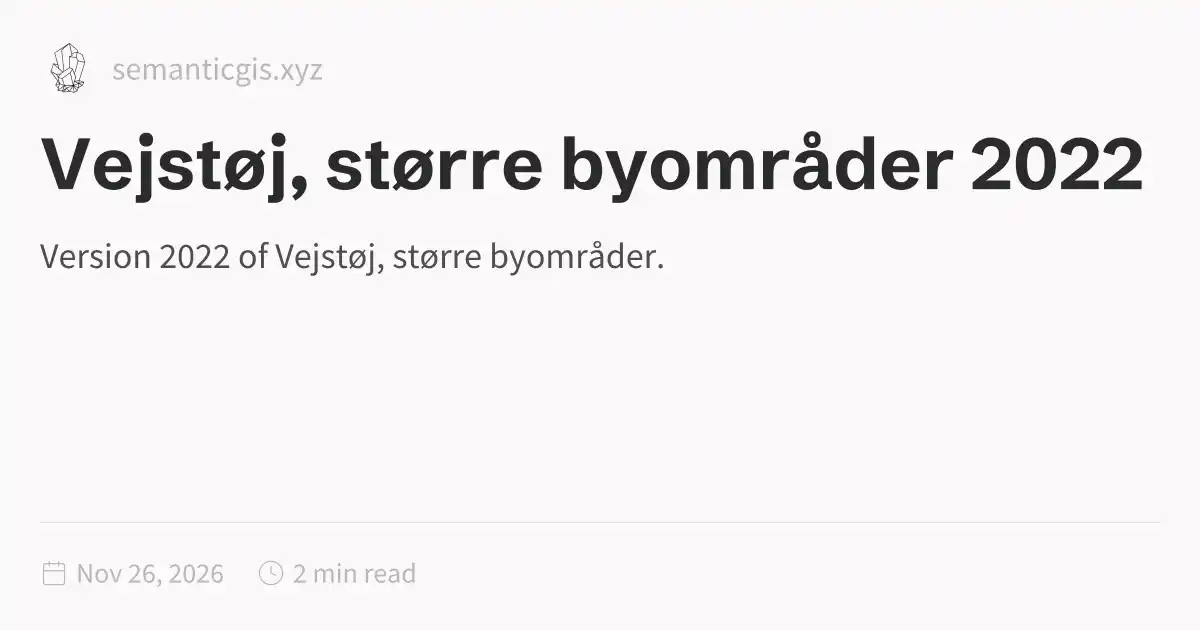 semanticgis.xyz
Vejstøj, større byområder 2022
Version 2022 of Vejstøj, større byområder.
Nov 26, 2026 2 min read